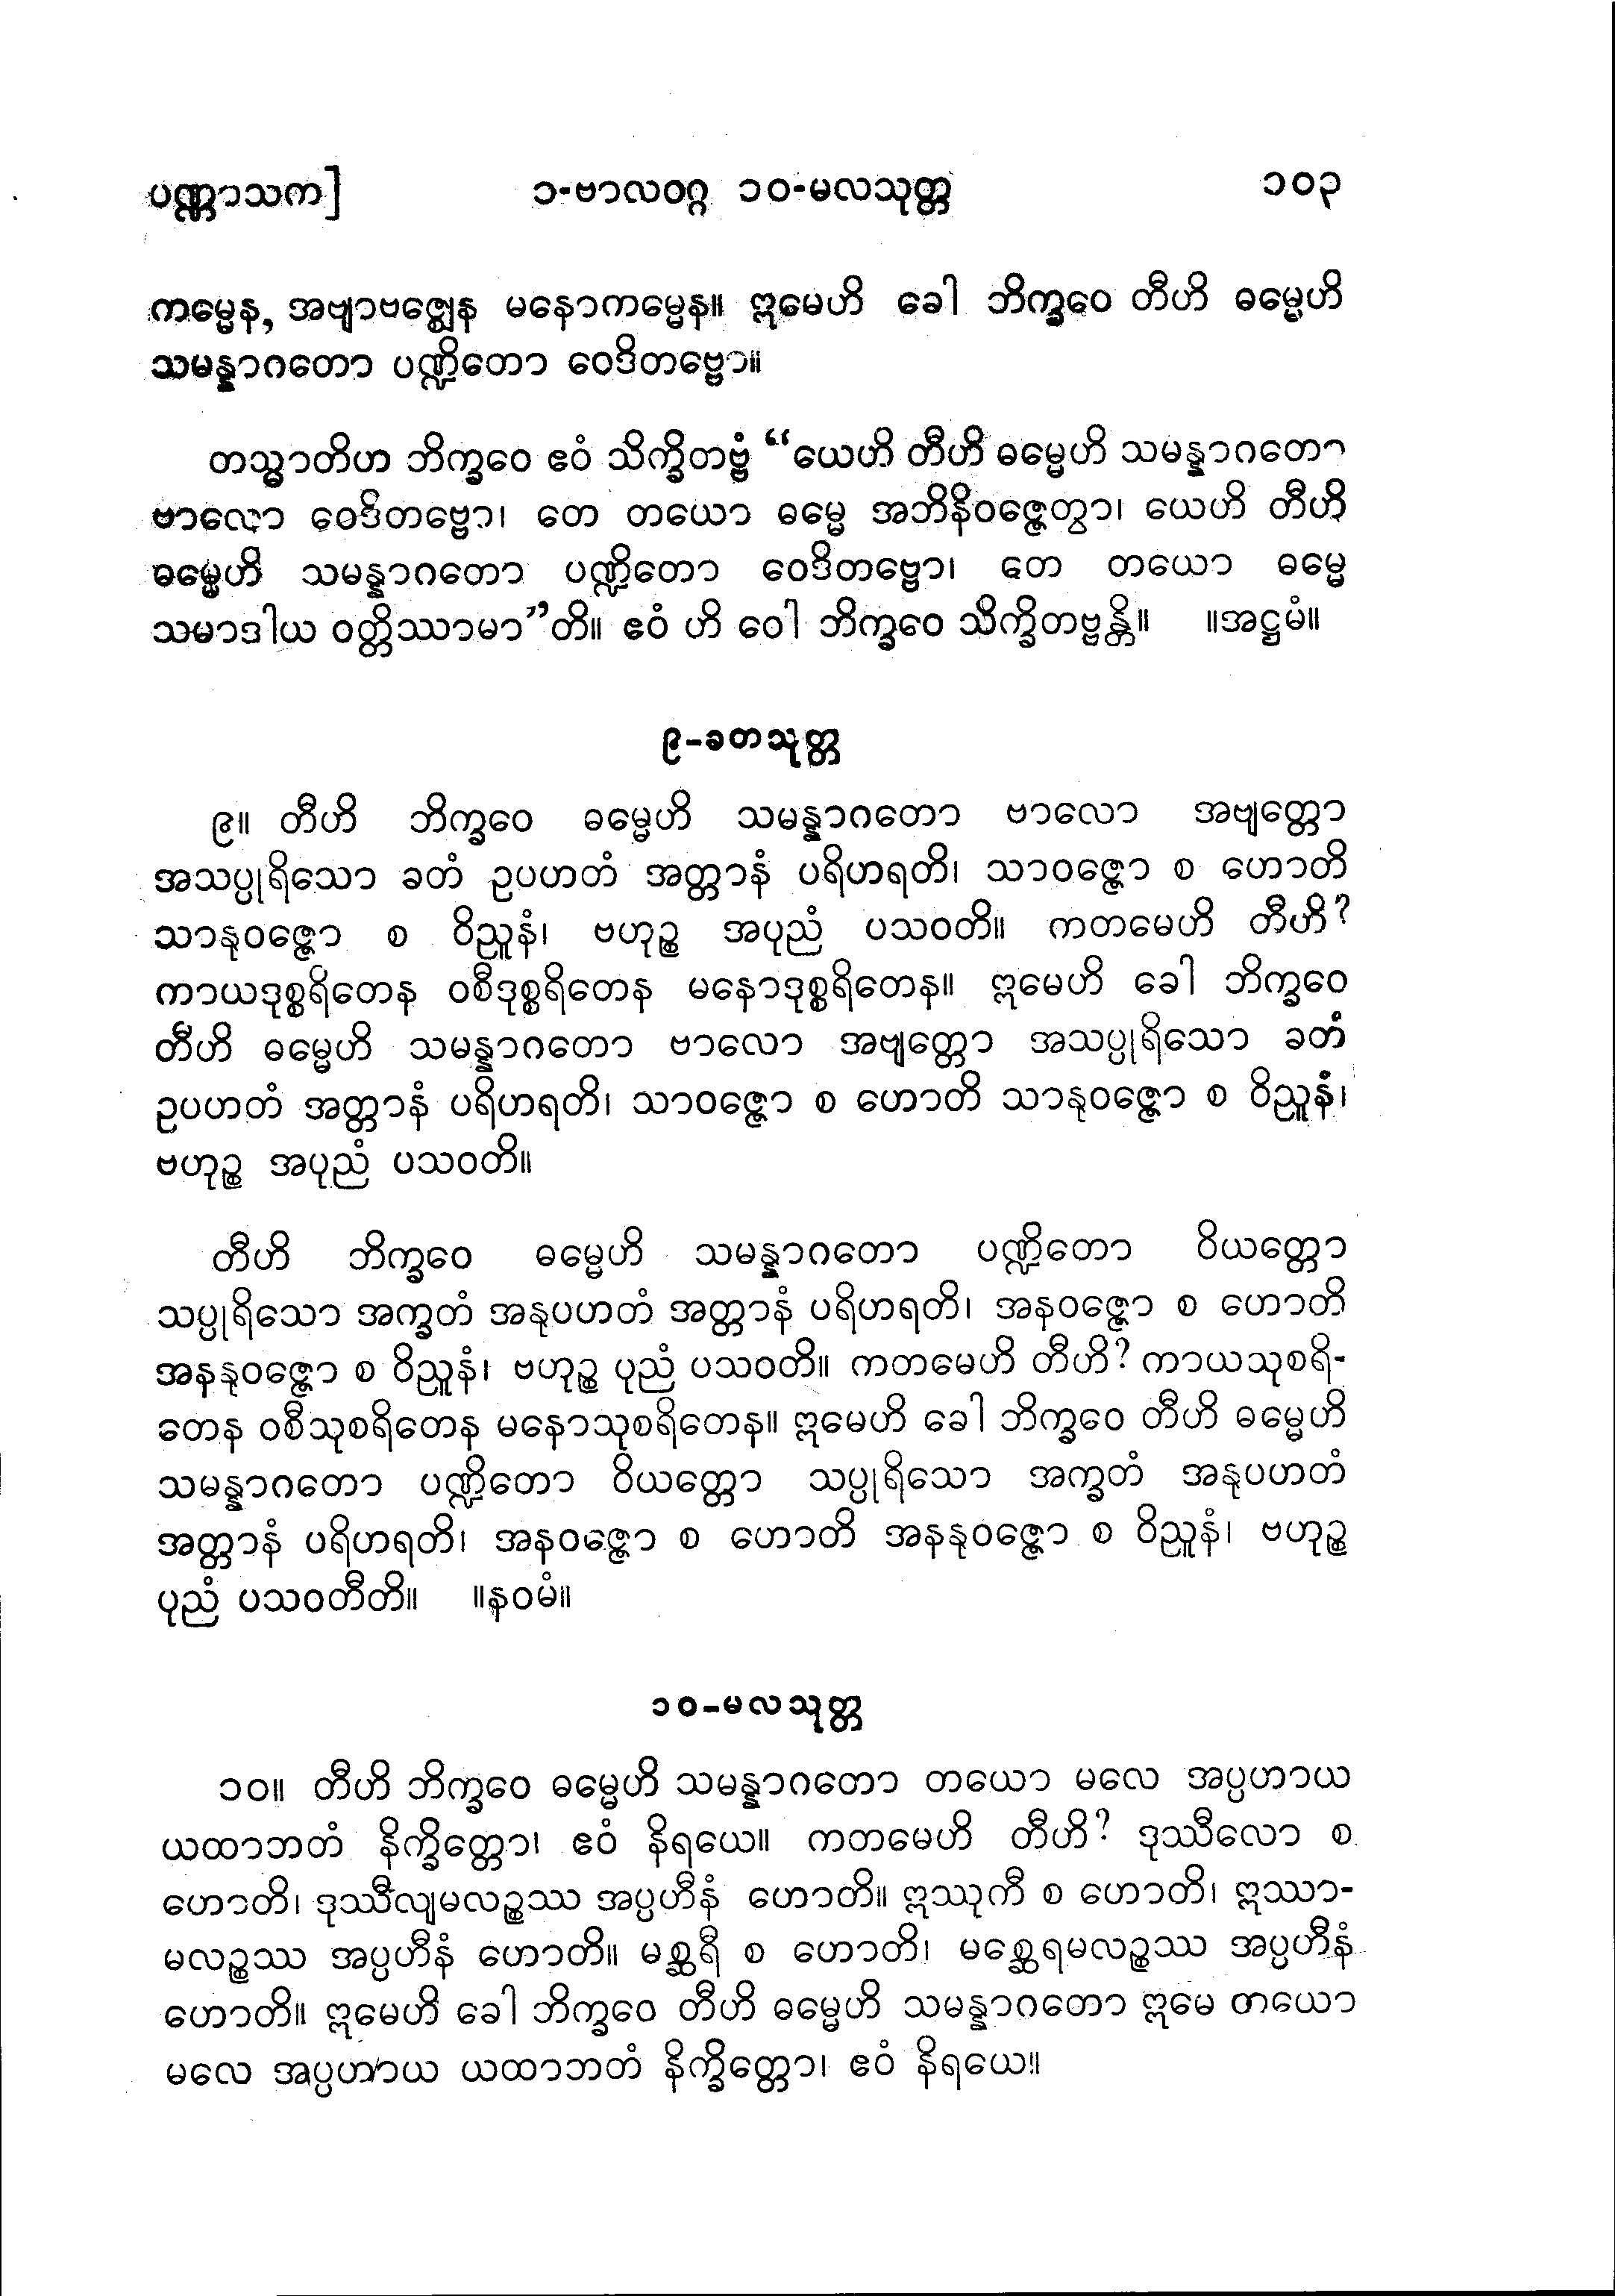 ပဏ္ဏာသက]	၁-ဗာလဝဂ္ဂ ၁၀-မလသုတ္တ	၁၀၃
ကမ္မေန, အဗျာဗဇ္ဈေန မနောကမ္မေန။ ဣမေဟိ ခေါ ဘိက္ခဝေ တီဟိ ဓမ္မေဟိ
သမန္နာဂတော ပဏ္ဍိတော ဝေဒိတဗ္ဗော။
တသ္မာတိဟ ဘိက္ခဝေ ဧဝံ သိက္ခိတဗ္ဗံ “ယေဟိ တီဟိ ဓမ္မေဟိ သမန္နာဂတော
ဗာလော ဝေဒိတဗ္ဗော၊ တေ တယော ဓမ္မေ အဘိနိဝဇ္ဇေတွာ၊ ယေဟိ တီဟိ
ဓမ္မေဟိ သမန္နာဂတော ပဏ္ဍိတော ဝေဒိတဗ္ဗော၊ တေ တယော ဓမ္မေ
သမာဒါယ ဝတ္တိဿာမာ”တိ။ ဧဝံ ဟိ ဝေါ ဘိက္ခဝေ သိက္ခိတဗ္ဗန္တိ။ ။အဋ္ဌမံ။
၉-ခတသုတ္တ
၉။ တီဟိ ဘိက္ခဝေ ဓမ္မေဟိ သမန္နာဂတော ဗာလော အဗျတ္တော
အသပ္ပုရိသော ခတံ ဥပဟတံ အတ္တာနံ ပရိဟရတိ၊ သာဝဇ္ဇော စ ဟောတိ
သာနုဝဇ္ဇော စ ဝိညူနံ၊ ဗဟုဉ္စ အပုညံ ပသဝတိ။ ကတမေဟိ တီဟိ?
ကာယဒုစ္စရိတေန ဝစီဒုစ္စရိတေန မနောဒုစ္စရိတေန။ ဣမေဟိ ခေါ ဘိက္ခဝေ
တီဟိ ဓမ္မေဟိ သမန္နာဂတော ဗာလော အဗျတ္တော အသပ္ပုရိသော ခတံ
ဥပဟတံ အတ္တာနံ ပရိဟရတိ၊ သာဝဇ္ဇော စ ဟောတိ သာနုဝဇ္ဇော စ ဝိညူနံ၊
ဗဟုဉ္စ အပုညံ ပသဝတိ။
တီဟိ ဘိက္ခဝေ ဓမ္မေဟိ သမန္နာဂတော ပဏ္ဍိတော ဝိယတ္တော
သပ္ပုရိသော အက္ခတံ အနုပဟတံ အတ္တာနံ ပရိဟရတိ၊ အနဝဇ္ဇော စ ဟောတိ
အနနုဝဇ္ဇော စ ဝိညူနံ၊ ဗဟုဉ္စ ပုညံ ပသဝတိ။ ကတမေဟိ တီဟိ? ကာယသုစရိ-
တေန ဝစီသုစရိတေန မနောသုစရိတေန။ ဣမေဟိ ခေါ ဘိက္ခဝေ တီဟိ ဓမ္မေဟိ
သမန္နာဂတော ပဏ္ဍိတော ဝိယတ္တော သပ္ပုရိသော အက္ခတံ အနုပဟတံ
အတ္တာနံ ပရိဟရတိ၊ အနဝဇ္ဇော စ ဟောတိ အနနုဝဇ္ဇော စ ဝိညူနံ၊ ဗဟုဉ္စ
ပုညံ ပသဝတီတိ။ ။နဝမံ။
၁၀-မလသုတ္တ
၁၀။ တီဟိ ဘိက္ခဝေ ဓမ္မေဟိ သမန္နာဂတော တယော မလေ အပ္ပဟာယ
ယထာဘတံ နိက္ခိတ္တော၊ ဧဝံ နိရယေ။ ကတမေဟိ တီဟိ? ဒုဿီလော စ
ဟောတိ၊ ဒုဿီလျမလဉ္စဿ အပ္ပဟီနံ ဟောတိ။ ဣဿုကီ စ ဟောတိ၊ ဣဿာ-
မလဉ္စဿ အပ္ပဟီနံ ဟောတိ။ မစ္ဆရီ စ ဟောတိ၊ မစ္ဆေရမလဉ္စဿ အပ္ပဟီနံ
ဟောတိ။ ဣမေဟိ ခေါ ဘိက္ခဝေ တီဟိ ဓမ္မေဟိ သမန္နာဂတော ဣမေ တယော
မလေ အပ္ပဟာယ ယထာဘတံ နိက္ခိတ္တော၊ ဧဝံ နိရယေ။